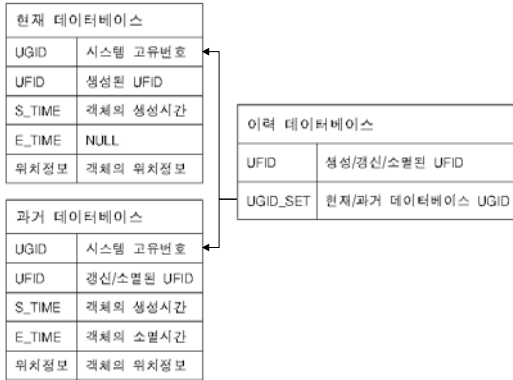 현재 데이터베이스
UGID 시스템 고유번호
UFID 생성된 UFID
S_TIME 객체의 생성시간
E_TIME NULL
위치정보 객체의 위치정보
과거 데이터베이스
UGID 시스템 고유번호
UFID 갱신/소멸된 UFID
S_TIME 객체의 생성시간
E_TIME 객체의 소멸시간
위치정보 객체의 위치정보
이력 데이터베이스
UFID 생성/갱신/소멸된 UFID
UGID_SET 현재/과거 데이터베이스 UGID